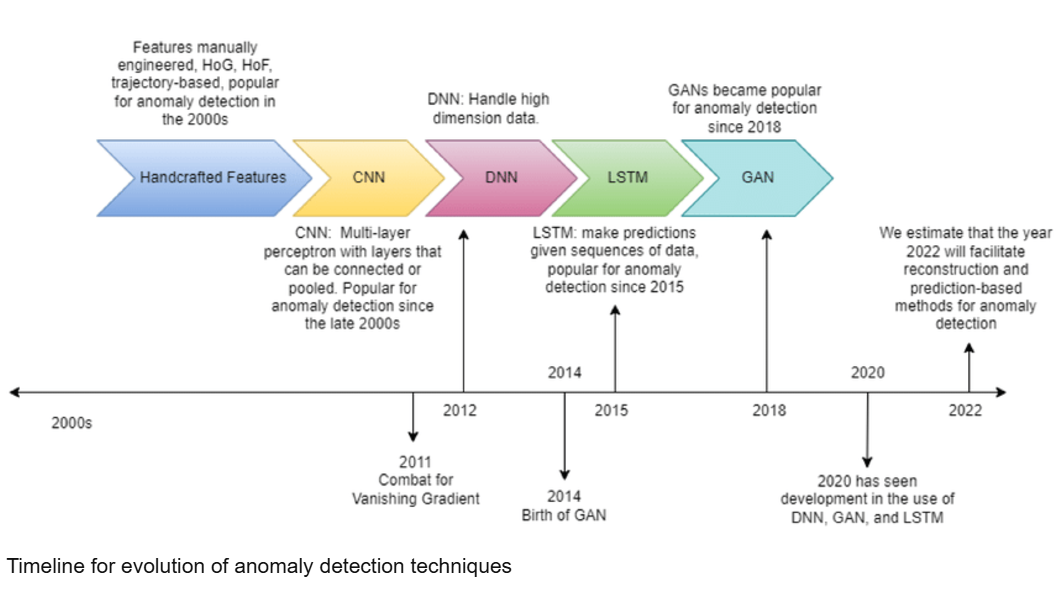 Features manually
engineered, HoG, HoF,
trajectory-based, popular
for anomaly detection in
the 2000s
DNN: Handle high
dimension data.
GANs became popular
for anomaly detection
since 2018
Handcrafted Features
CNN
DNN
LSTM
GAN
CNN: Multi-layer
perceptron with layers that
can be connected or
pooled. Popular for
anomaly detection since
the late 2000s
LSTM: make predictions
given sequences of data,
popular for anomaly
detection since 2015
We estimate that the year
2022 will facilitate
reconstruction and
prediction-based
methods for anomaly
detection
2014
2020
2000s
2012
2015
2018
2022
2011
Combat for
Vanishing Gradient
2014
Birth of GAN
2020 has seen
development in the use of
DNN, GAN, and LSTM
Timeline for evolution of anomaly detection techniques